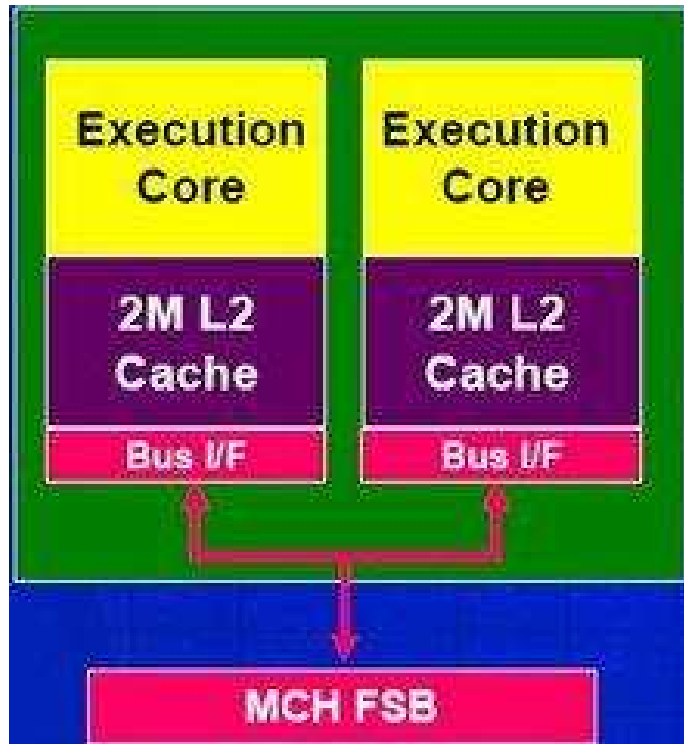 Execution
Core
2M L2
Cache
Bus I/F
Execution
Core
2M L2
Cache
Bus I/F
MCH FSB